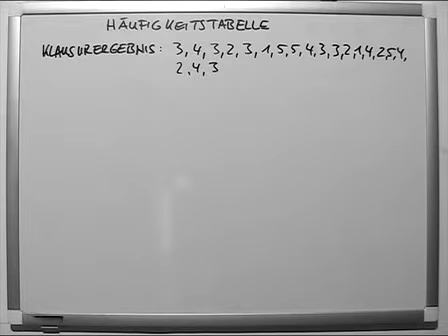 HÄUFIGKEITSTABELLE
KLAUSURERGEBNIS: 3, 4, 3, 2, 3, 1, 5, 5, 4, 3, 3, 2, 1, 4, 2, 5, 4,
2, 4, 3